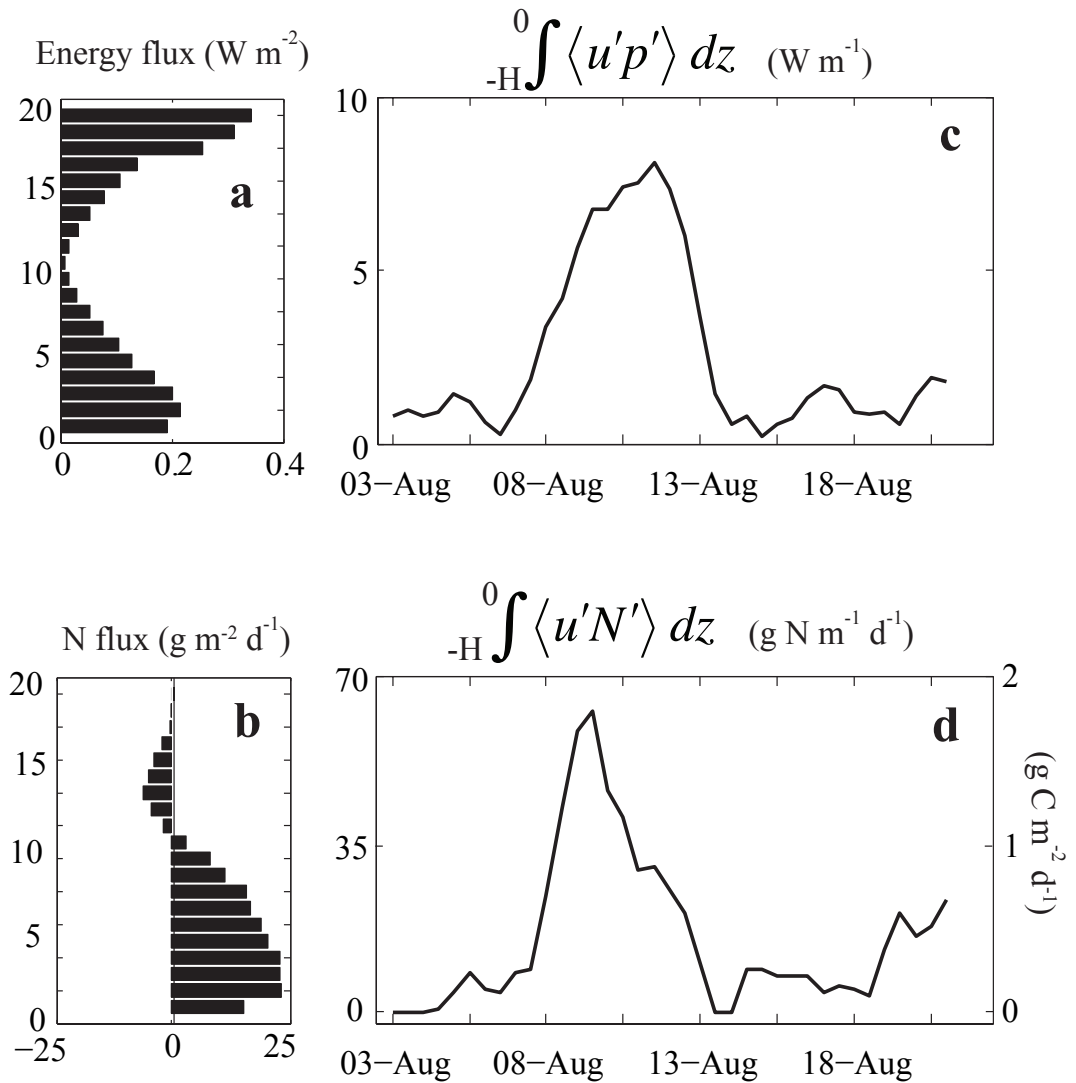 Energy flux (W m-2)
20
15
10
5
0
0 0.2 0.4
a
0
-H∫ ⟨u'p'⟩ dz (W m-1)
10
5
0
03−Aug 08−Aug 13−Aug 18−Aug
c
N flux (g m-2 d-1)
20
15
10
5
0
−25 0 25
b
0
-H ∫ ⟨u'N'⟩ dz (g N m-1 d-1)
70
35
0
03−Aug 08−Aug 13−Aug 18−Aug
d
2
1
0
(g C m-2 d-1)